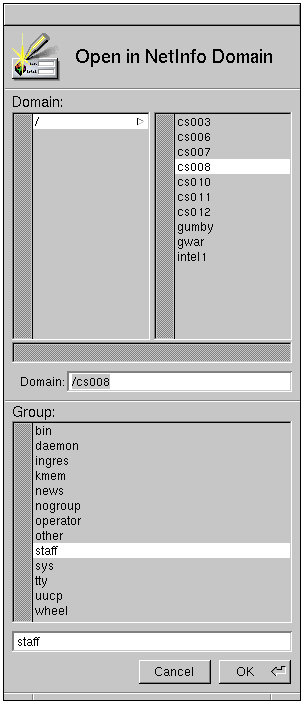 Open in NetInfo Domain
Domain:
/
cs003
cs006
cs007
cs008
cs010
cs011
cs012
gumby
gwar
intel1
Domain: /cs008
Group:
bin
daemon
ingres
kmem
news
nogroup
operator
other
staff
sys
tty
uucp
wheel
staff
Cancel OK